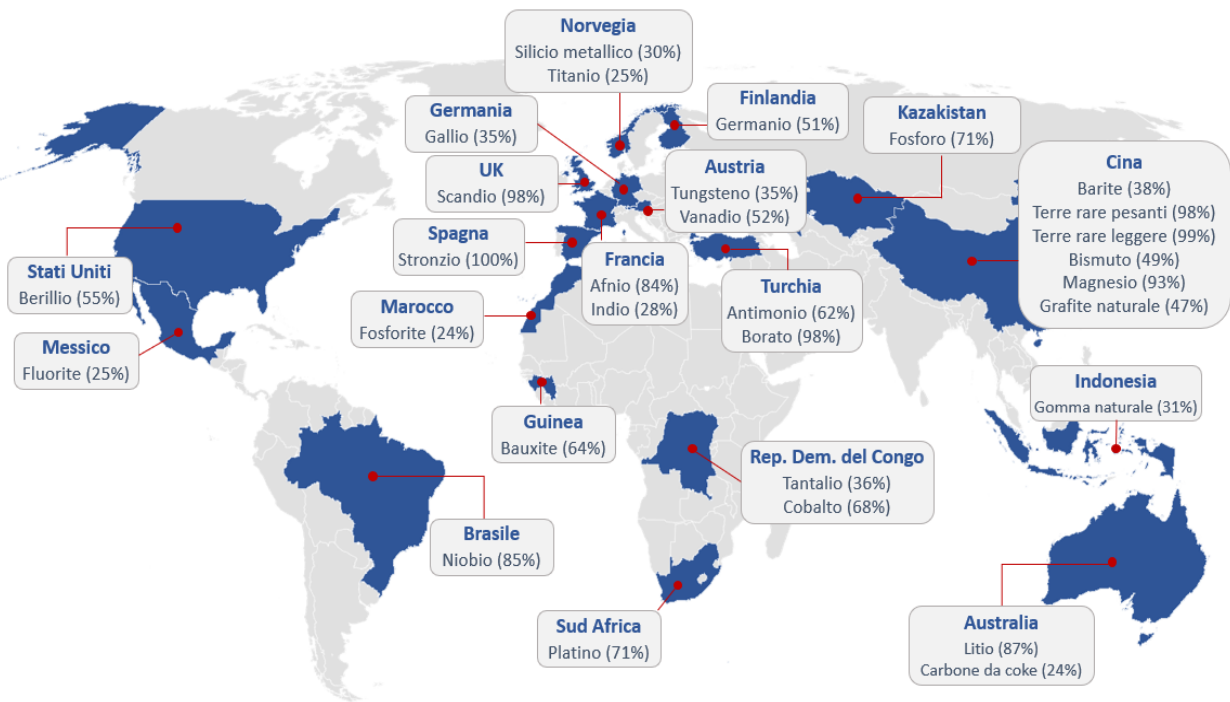 Norvegia
Silicio metallico (30%)
Titanio (25%)
Germania
Gallio (35%)
Finlandia
Germanio (51%)
Kazakistan
Fosforo (71%)
UK
Scandio (98%)
Austria
Tungsteno (35%)
Vanadio (52%)
Cina
Barite (38%)
Terre rare pesanti (98%)
Terre rare leggere (99%)
Bismuto (49%)
Magnesio (93%)
Grafite naturale (47%)
Spagna
Stronzio (100%)
Francia
Afnio (84%)
Indio (28%)
Turchia
Antimonio (62%)
Borato (98%)
Stati Uniti
Berillio (55%)
Marocco
Fosforite (24%)
Messico
Fluorite (25%)
Indonesia
Gomma naturale (31%)
Guinea
Bauxite (64%)
Rep. Dem. del Congo
Tantalio (36%)
Cobalto (68%)
Brasile
Niobio (85%)
Sud Africa
Platino (71%)
Australia
Litio (87%)
Carbone da coke (24%)